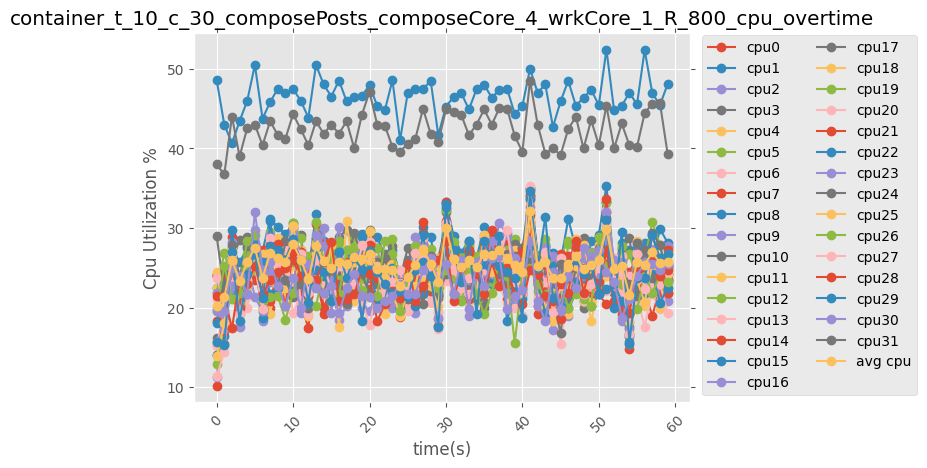 container_t_10_c_30_composePosts_composeCore_4_wrkCore_1_R_800_cpu_overtime
Cpu Utilization %
50
40
30
20
10
0
10
20
30
40
50
60
time(s)
cpu0
cpu1
cpu2
cpu3
cpu4
cpu5
cpu6
cpu7
cpu8
cpu9
cpu10
cpu11
cpu12
cpu13
cpu14
cpu15
cpu16
cpu17
cpu18
cpu19
cpu20
cpu21
cpu22
cpu23
cpu24
cpu25
cpu26
cpu27
cpu28
cpu29
cpu30
cpu31
avg cpu